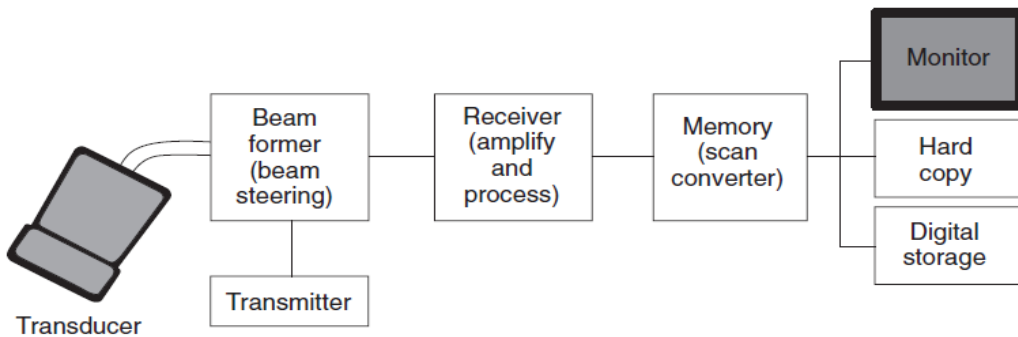 Transducer
Beam
former
(beam
steering)
Transmitter
Receiver
(amplify
and
process)
Memory
(scan
converter)
Monitor
Hard
copy
Digital
storage